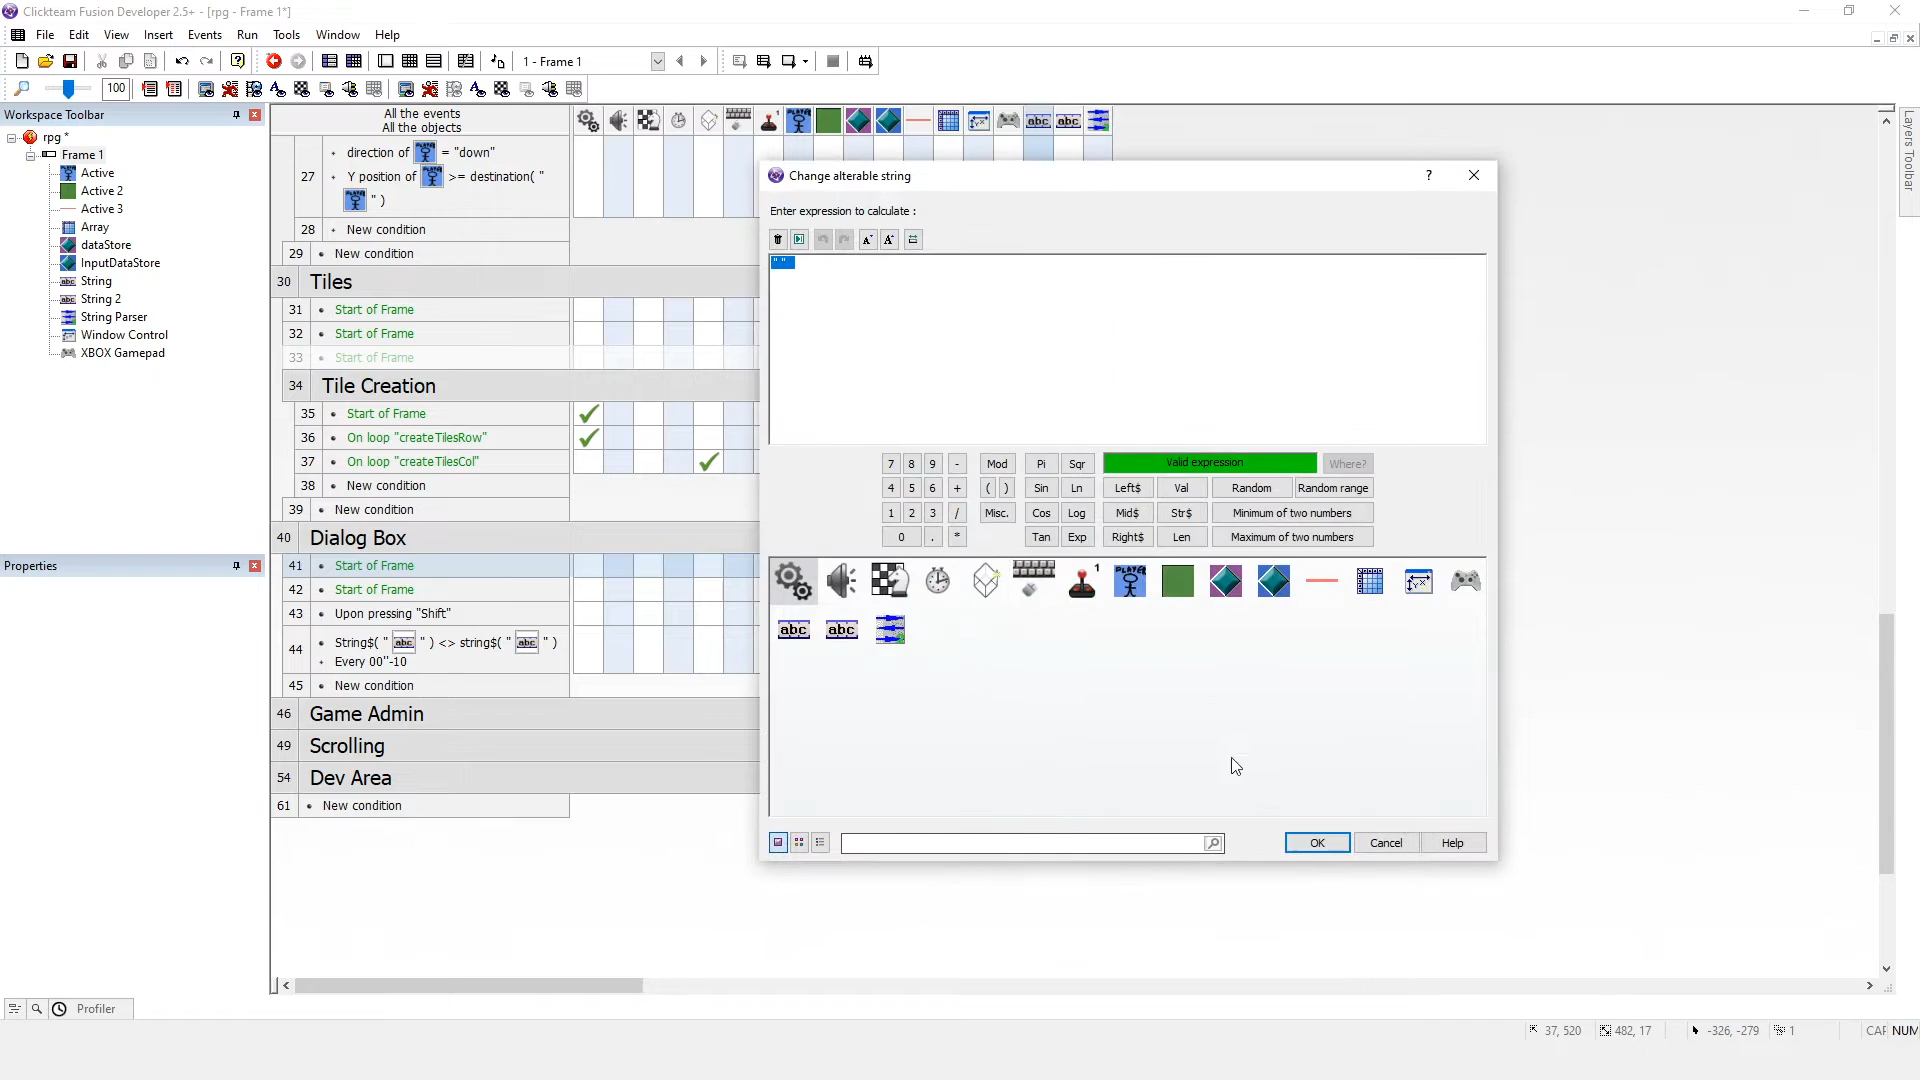 Clickteam Fusion Developer 2.5+ - [rpg - Frame 1*]
File Edit View Insert Events Run Tools Window Help
1 - Frame 1
100
Workspace Toolbar
rpg *
Frame 1
Active
Active 2
Active 3
Array
dataStore
InputDataStore
String
String 2
String Parser
Window Control
XBOX Gamepad
Properties
All the events
All the objects
27
direction of PLAYER = "down"
Y position of PLAYER >= destination( "
PLAYER " )
28 New condition
29 New condition
30 Tiles
31 Start of Frame
32 Start of Frame
33 Start of Frame
34 Tile Creation
35 Start of Frame
36 On loop "createTilesRow"
37 On loop "createTilesCol"
38 New condition
39 New condition
40 Dialog Box
41 Start of Frame
42 Start of Frame
43 Upon pressing "Shift"
44 String$( " abc " ) <> string$( " abc " )
Every 00''-10
45 New condition
46 Game Admin
49 Scrolling
54 Dev Area
61 New condition
Change alterable string
?
Enter expression to calculate :
""
7 8 9 - Mod Pi Sqr Valid expression Where?
4 5 6 + ( ) Sin Ln Left$ Val Random Random range
1 2 3 / Misc. Cos Log Mid$ Str$ Minimum of two numbers
0 . * Tan Exp Right$ Len Maximum of two numbers
1 PLAYER
abc abc
OK Cancel Help
Layers Toolbar
Profiler
37, 520 482, 17 -326, -279 1 CAP NUM